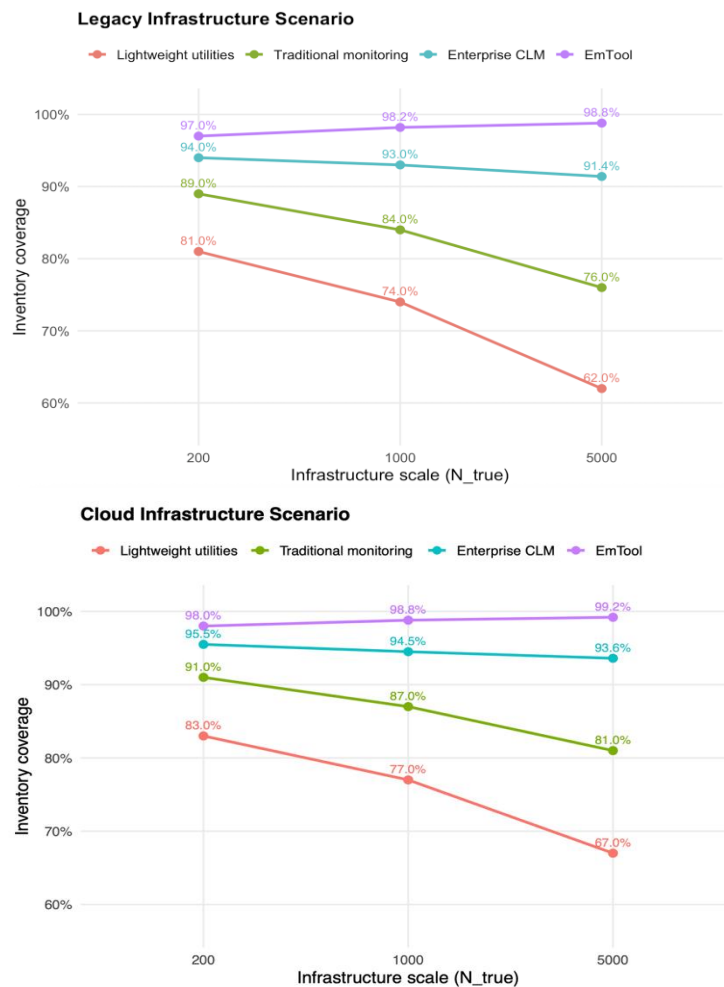 Legacy Infrastructure Scenario
Lightweight utilities Traditional monitoring Enterprise CLM EmTool
Inventory coverage
100%
90%
80%
70%
60%
97.0% 98.2% 98.8%
94.0% 93.0% 91.4%
89.0% 84.0% 76.0%
81.0% 74.0% 62.0%
200 1000 5000
Infrastructure scale (N_true)
Cloud Infrastructure Scenario
Lightweight utilities Traditional monitoring Enterprise CLM EmTool
Inventory coverage
100%
90%
80%
70%
60%
98.0% 98.8% 99.2%
95.5% 94.5% 93.6%
91.0% 87.0% 81.0%
83.0% 77.0% 67.0%
200 1000 5000
Infrastructure scale (N_true)